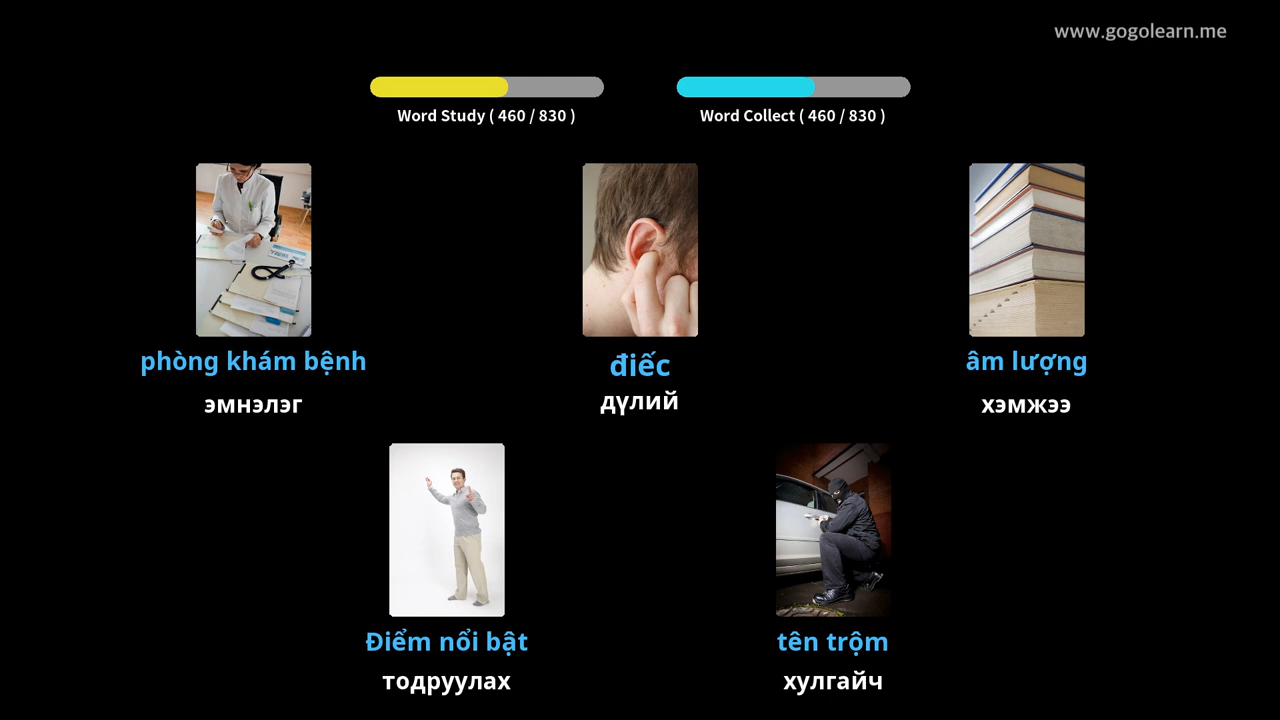 www.gogolearn.me
Word Study ( 460 / 830 )
Word Collect ( 460 / 830 )
phòng khám bệnh
эмнэлэг
điếc
дүлий
âm lượng
хэмжээ
Điểm nổi bật
тодруулах
tên trộm
хулгайч